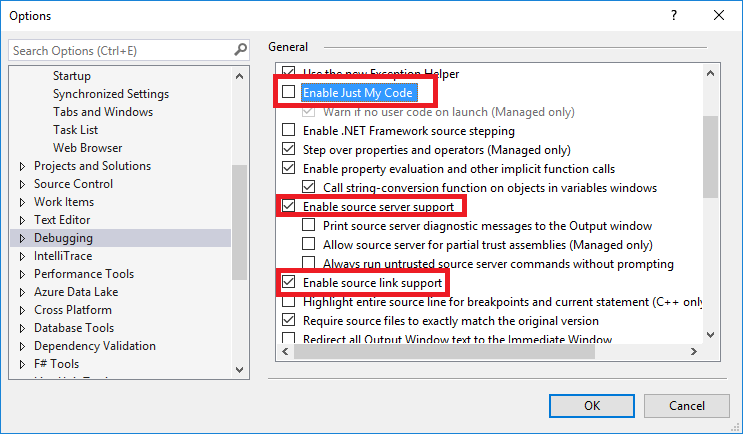 Options
?
Search Options (Ctrl+E)
Startup
Synchronized Settings
Tabs and Windows
Task List
Web Browser
Projects and Solutions
Source Control
Work Items
Text Editor
Debugging
IntelliTrace
Performance Tools
Azure Data Lake
Cross Platform
Database Tools
Dependency Validation
F# Tools
General
Use the new Exception Helper
Enable Just My Code
Warn if no user code on launch (Managed only)
Enable .NET Framework source stepping
Step over properties and operators (Managed only)
Enable property evaluation and other implicit function calls
Call string-conversion function on objects in variables windows
Enable source server support
Print source server diagnostic messages to the Output window
Allow source server for partial trust assemblies (Managed only)
Always run untrusted source server commands without prompting
Enable source link support
Highlight entire source line for breakpoints and current statement (C++ only
Require source files to exactly match the original version
Redirect all Output Window text to the Immediate Window
OK
Cancel